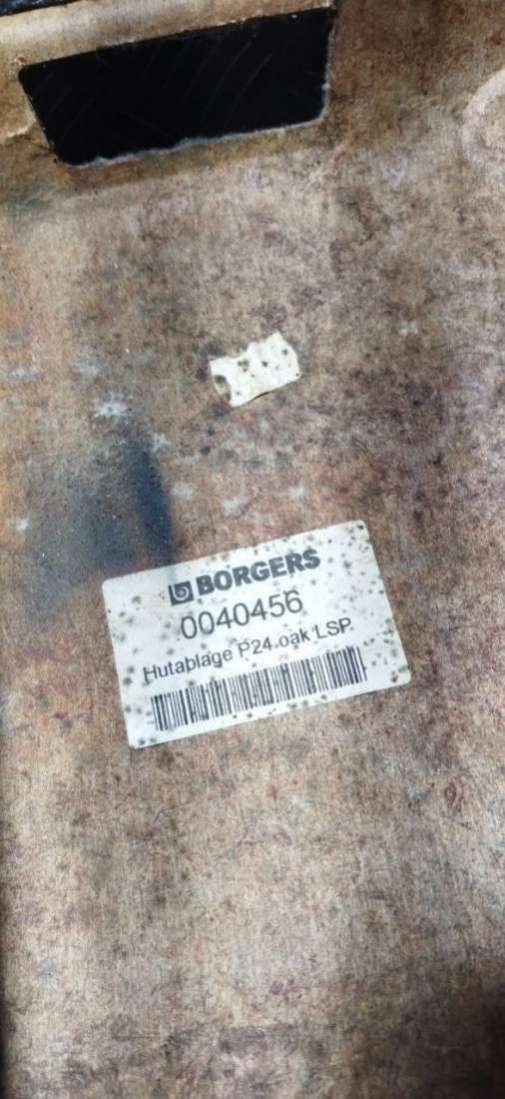 BORGERS
0040456
Hutablage P24.oak LSP.